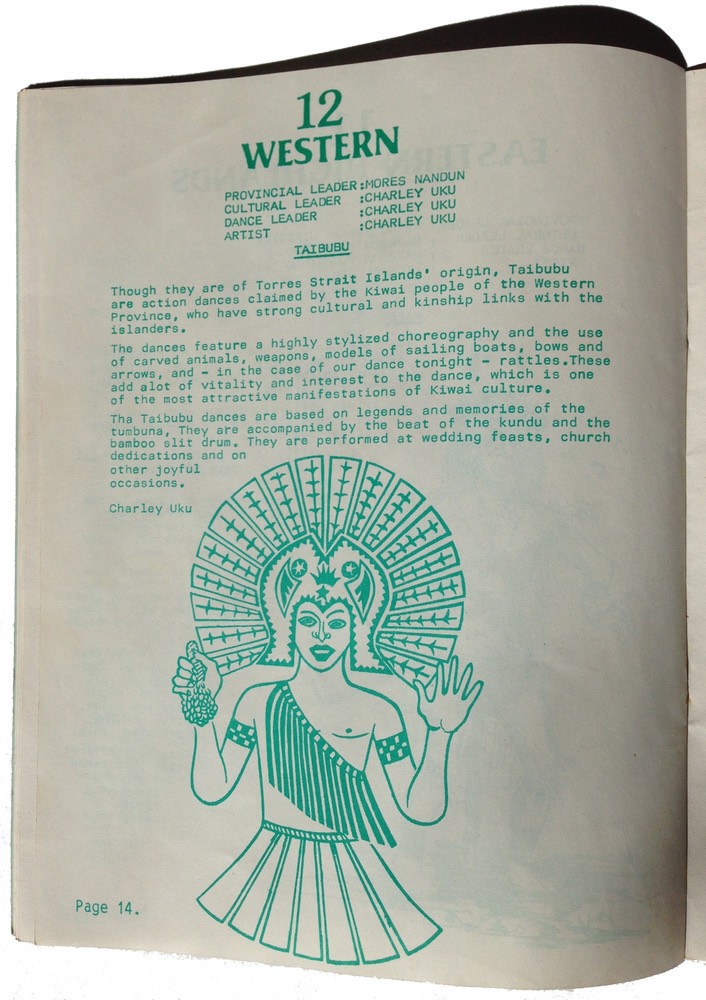 12
WESTERN
PROVINCIAL LEADER:MORES NANDUN
CULTURAL LEADER :CHARLEY UKU
DANCE LEADER :CHARLEY UKU
ARTIST :CHARLEY UKU
TAIBUBU
Though they are of Torres Strait Islands' origin, Taibubu
are action dances claimed by the Kiwai people of the Western
Province, who have strong cultural and kinship links with the
islanders.
The dances feature a highly stylized choreography and the use
of carved animals, weapons, models of sailing boats, bows and
arrows, and - in the case of our dance tonight - rattles.These
add alot of vitality and interest to the dance, which is one
of the most attractive manifestations of Kiwai culture.
Tha Taibubu dances are based on legends and memories of the
tumbuna, They are accompanied by the beat of the kundu and the
bamboo slit drum. They are performed at wedding feasts, church
dedications and on
other joyful
occasions.
Charley Uku
Page 14.